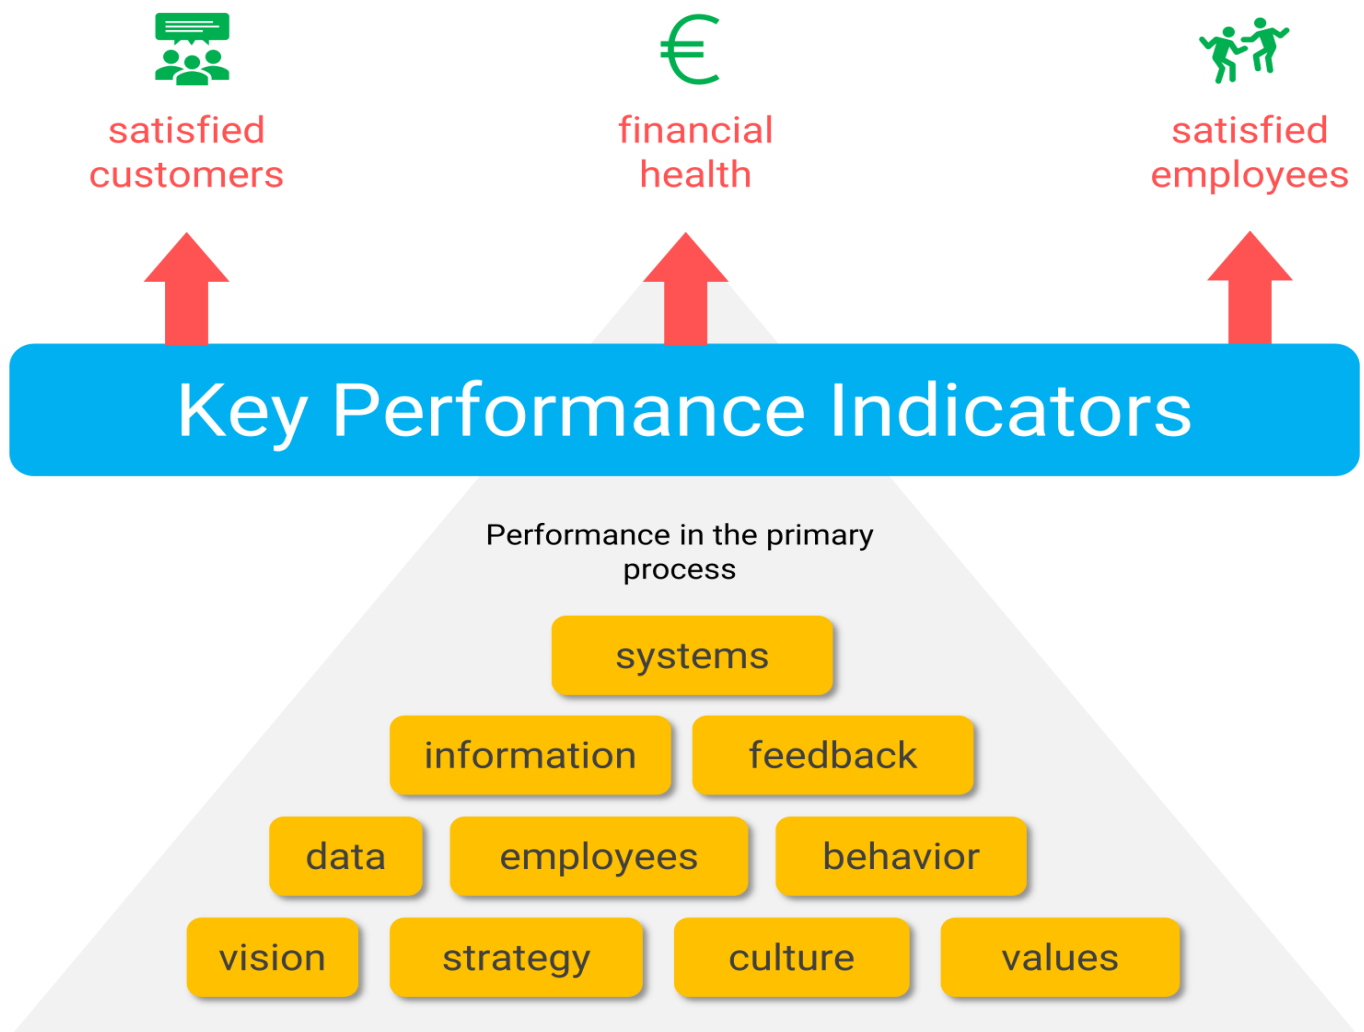 satisfied
customers
€
financial
health
satisfied
employees
Key Performance Indicators
Performance in the primary
process
systems
information
feedback
data
employees
behavior
vision
strategy
culture
values